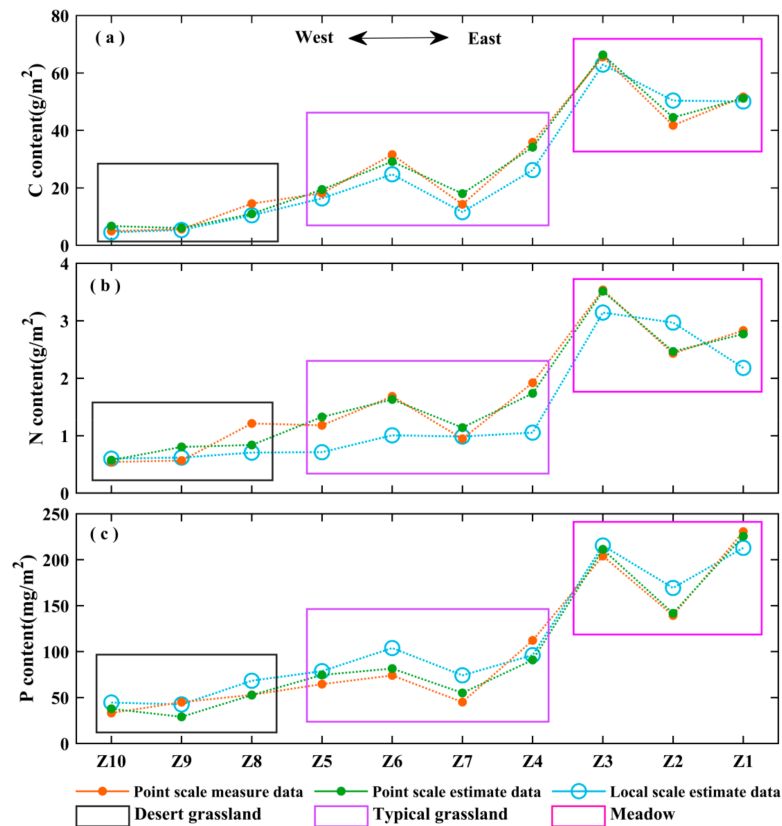 80
( a )
West
East
60
40
20
0
C content(g/m²)
4
( b )
3
2
1
0
N content(g/m²)
250
( c )
200
150
100
50
0
P content(mg/m²)
Z10 Z9 Z8 Z5 Z6 Z7 Z4 Z3 Z2 Z1
Point scale measure data Point scale estimate data Local scale estimate data
Desert grassland Typical grassland Meadow